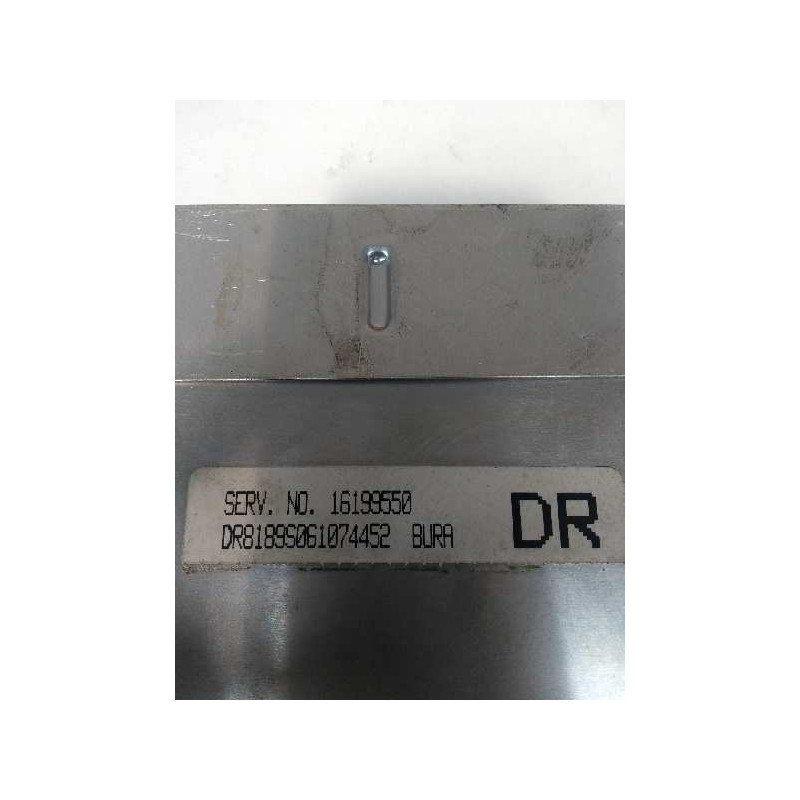 SERV. NO. 16199550
DR8189S061074452 BURA
DR